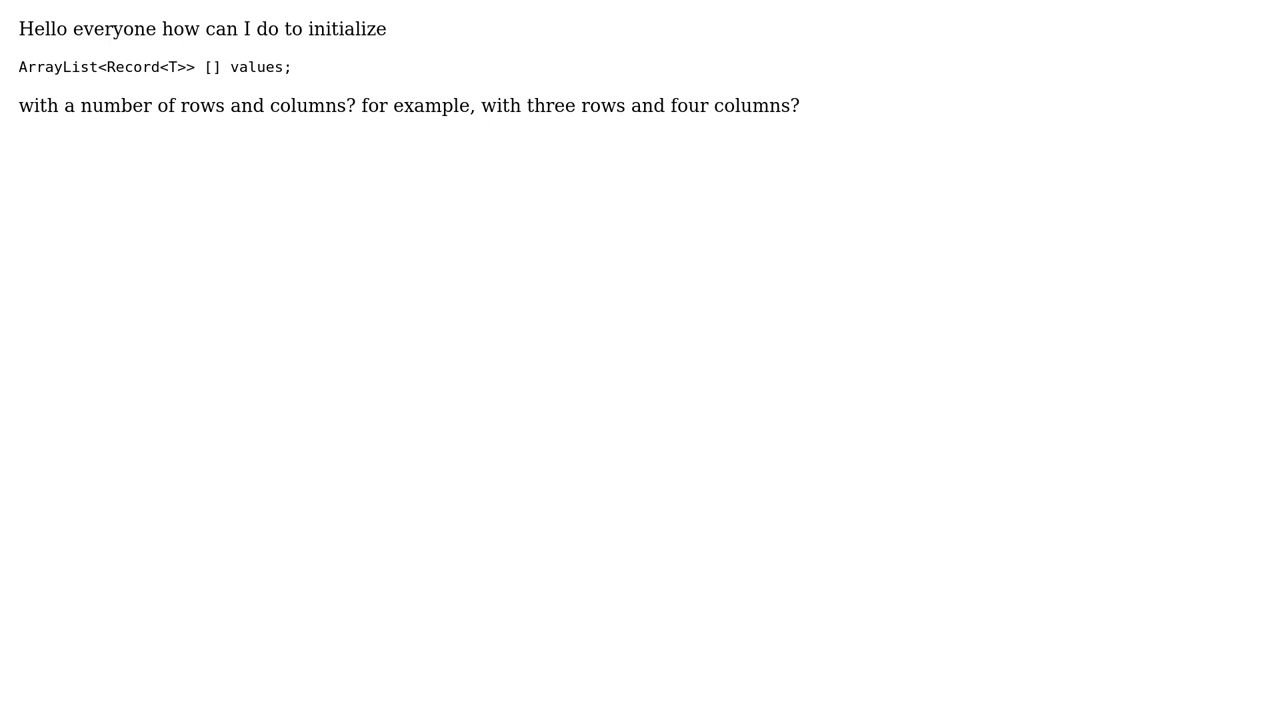 Hello everyone how can I do to initialize
ArrayList<Record<T>> [] values;
with a number of rows and columns? for example, with three rows and four columns?